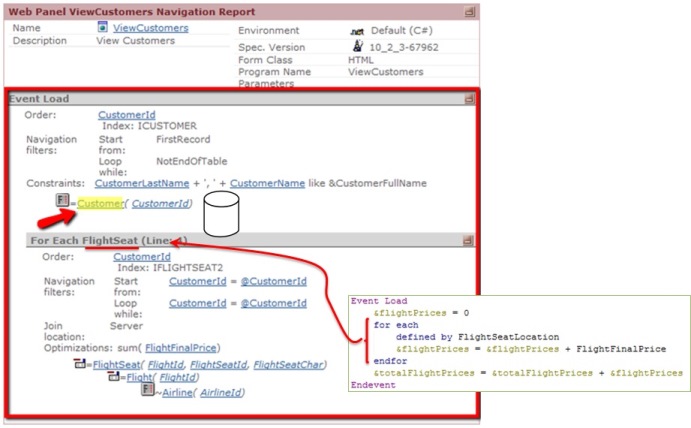 Web Panel ViewCustomers Navigation Report
Name ViewCustomers
Description View Customers
Environment Default (C#)
Spec. Version 10_2_3-67962
Form Class HTML
Program Name ViewCustomers
Parameters
Event Load
Order: CustomerId
Index: ICUSTOMER
Navigation filters: Start from: FirstRecord
Loop while: NotEndOfTable
Constraints: CustomerLastName + ', ' + CustomerName like &CustomerFullName
=Customer( CustomerId)
For Each FlightSeat (Line: 4)
Order: CustomerId
Index: IFLIGHTSEAT2
Navigation filters: Start from: CustomerId = @CustomerId
Loop while: CustomerId = @CustomerId
Join location: Server
Optimizations: sum( FlightFinalPrice)
=FlightSeat( FlightId, FlightSeatId, FlightSeatChar)
=Flight( FlightId)
~Airline( AirlineId)
Event Load
&flightPrices = 0
for each
defined by FlightSeatLocation
&flightPrices = &flightPrices + FlightFinalPrice
endfor
&totalFlightPrices = &totalFlightPrices + &flightPrices
Endevent